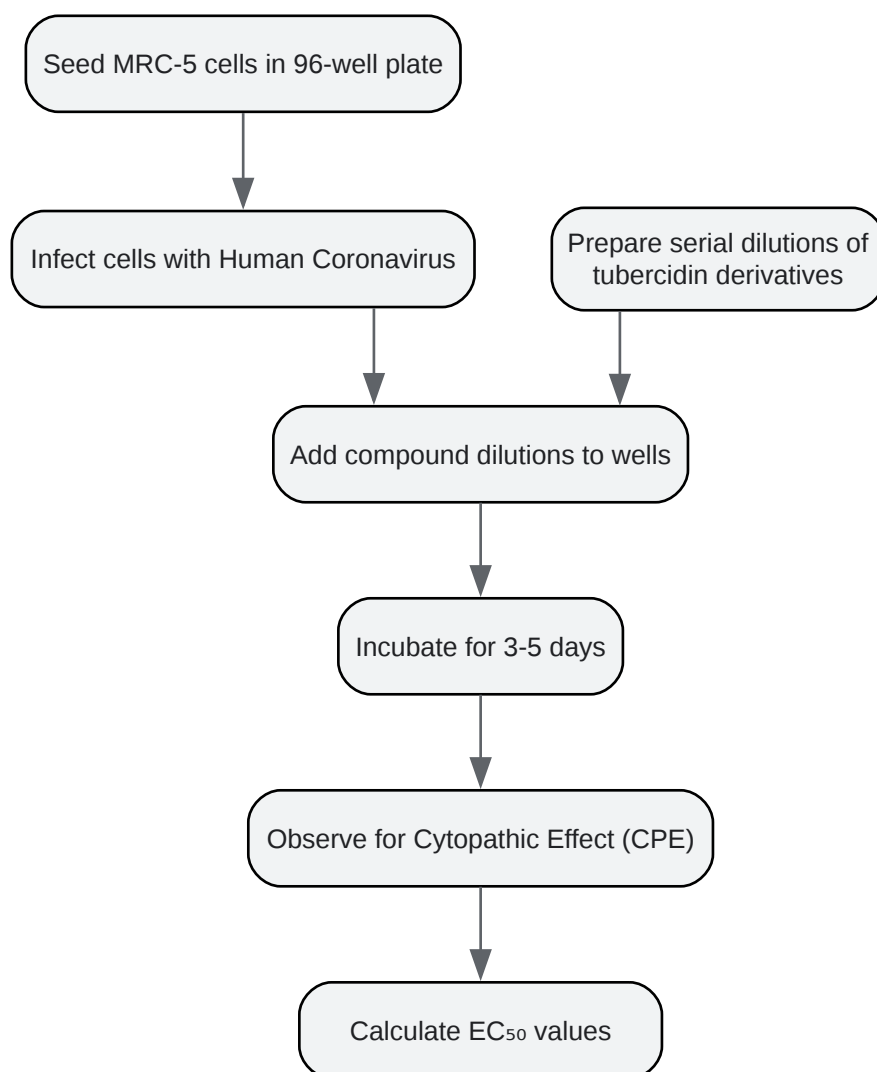 Seed MRC-5 cells in 96-well plate
Infect cells with Human Coronavirus
Prepare serial dilutions of
tubercidin derivatives
Add compound dilutions to wells
Incubate for 3-5 days
Observe for Cytopathic Effect (CPE)
Calculate EC₅₀ values